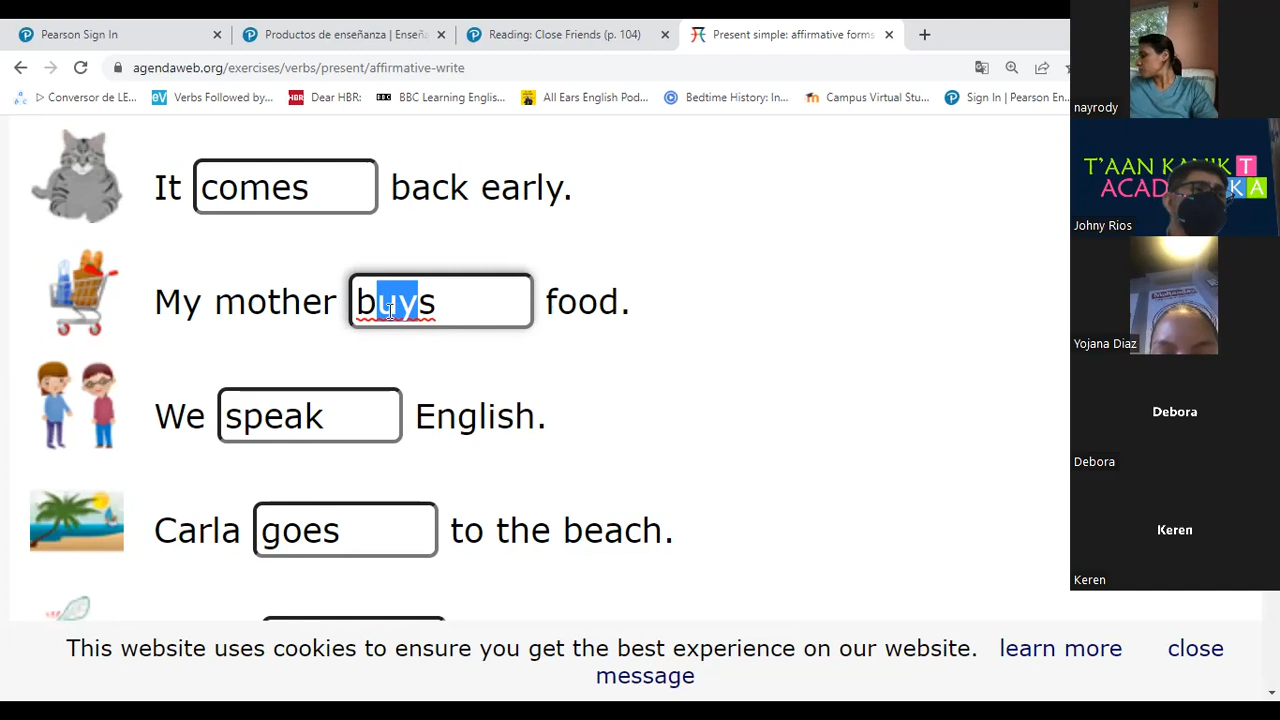 Pearson Sign In
Productos de enseñanza | Enseñ
Reading: Close Friends (p. 104)
Present simple: affirmative forms
agendaweb.org/exercises/verbs/present/affirmative-write
▷ Conversor de LE...
Verbs Followed by...
HBR Dear HBR:
BBC BBC Learning Englis...
All Ears English Pod...
Bedtime History: In...
Campus Virtual Stu...
Sign In | Pearson En...
It comes back early.
My mother buys food.
We speak English.
Carla goes to the beach.
This website uses cookies to ensure you get the best experience on our website. learn more close
message
nayrody
T'AAN KANIK T
ACAD KA
Johny Rios
Yojana Diaz
Debora
Debora
Keren
Keren